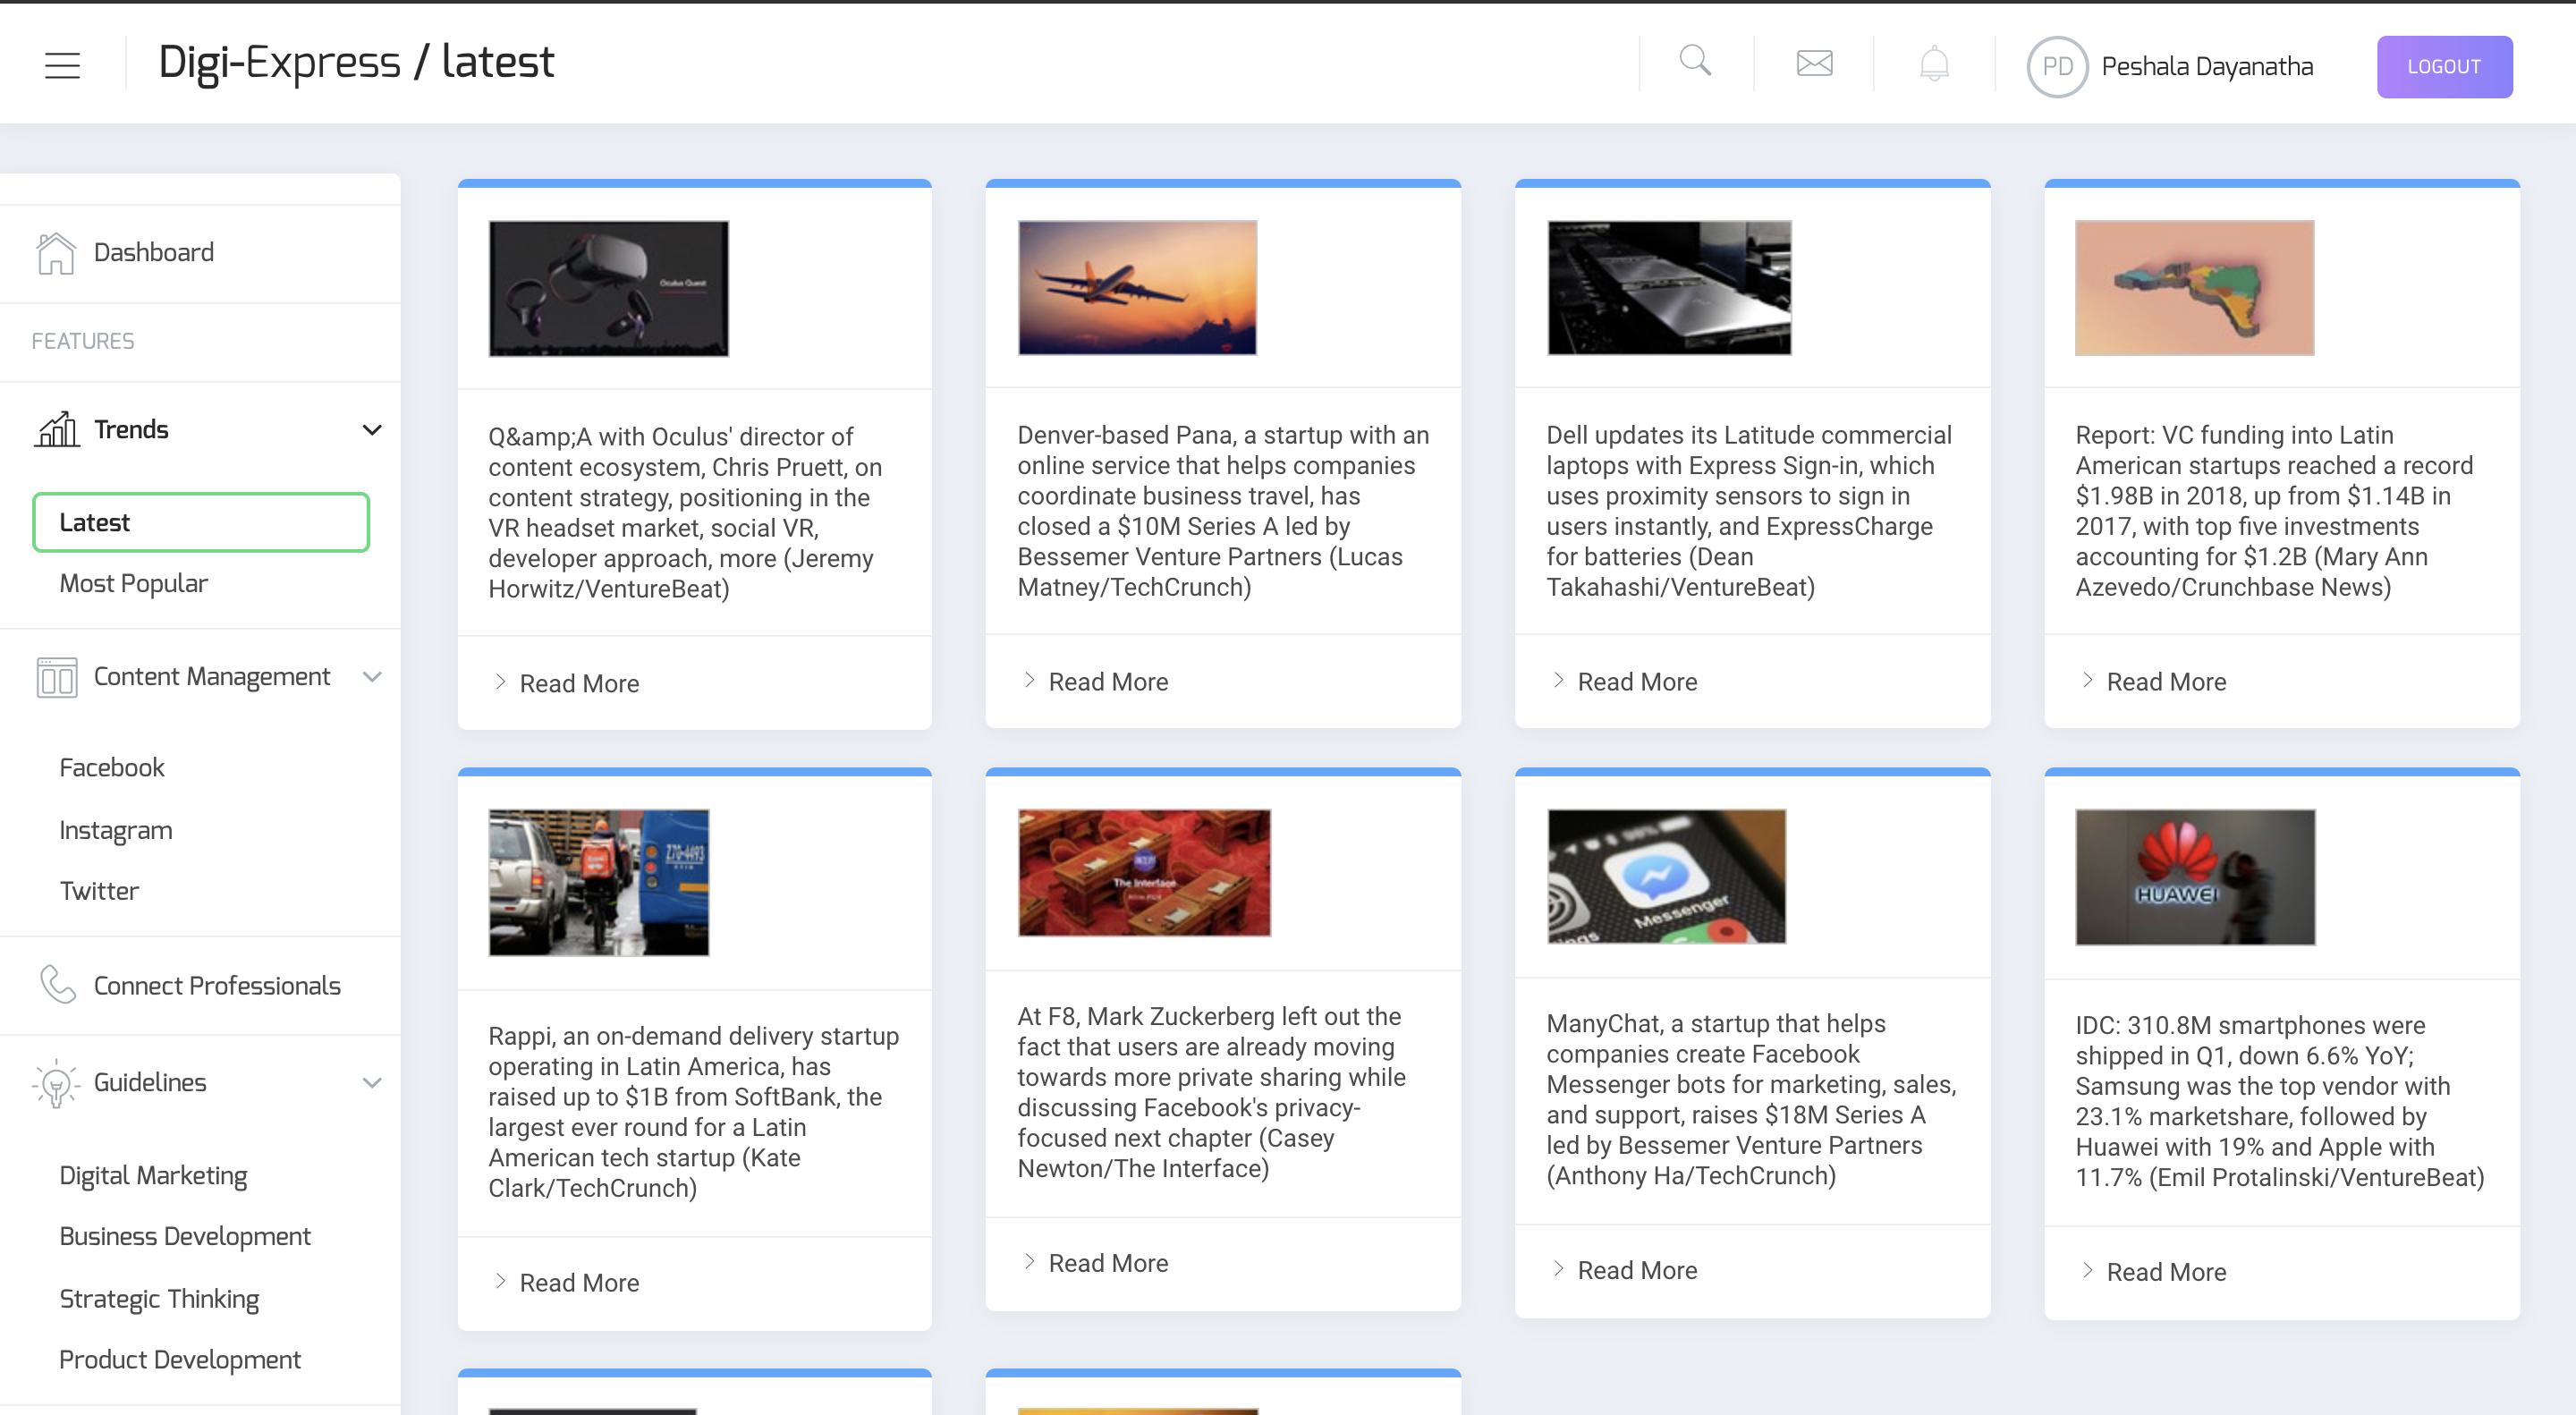 Digi-Express / latest
PD
Peshala Dayanatha
LOGOUT
Dashboard
FEATURES
Trends
Latest
Most Popular
Content Management
Facebook
Instagram
Twitter
Connect Professionals
Guidelines
Digital Marketing
Business Development
Strategic Thinking
Product Development
Oculus Quest
Q&amp;A with Oculus' director of
content ecosystem, Chris Pruett, on
content strategy, positioning in the
VR headset market, social VR,
developer approach, more (Jeremy
Horwitz/VentureBeat)
Read More
Denver-based Pana, a startup with an
online service that helps companies
coordinate business travel, has
closed a $10M Series A led by
Bessemer Venture Partners (Lucas
Matney/TechCrunch)
Read More
Dell updates its Latitude commercial
laptops with Express Sign-in, which
uses proximity sensors to sign in
users instantly, and ExpressCharge
for batteries (Dean
Takahashi/VentureBeat)
Read More
Report: VC funding into Latin
American startups reached a record
$1.98B in 2018, up from $1.14B in
2017, with top five investments
accounting for $1.2B (Mary Ann
Azevedo/Crunchbase News)
Read More
Z70-4493
Rappi, an on-demand delivery startup
operating in Latin America, has
raised up to $1B from SoftBank, the
largest ever round for a Latin
American tech startup (Kate
Clark/TechCrunch)
Read More
The Interface
At F8, Mark Zuckerberg left out the
fact that users are already moving
towards more private sharing while
discussing Facebook's privacy-
focused next chapter (Casey
Newton/The Interface)
Read More
Messenger
ManyChat, a startup that helps
companies create Facebook
Messenger bots for marketing, sales,
and support, raises $18M Series A
led by Bessemer Venture Partners
(Anthony Ha/TechCrunch)
Read More
HUAWEI
IDC: 310.8M smartphones were
shipped in Q1, down 6.6% YoY;
Samsung was the top vendor with
23.1% marketshare, followed by
Huawei with 19% and Apple with
11.7% (Emil Protalinski/VentureBeat)
Read More